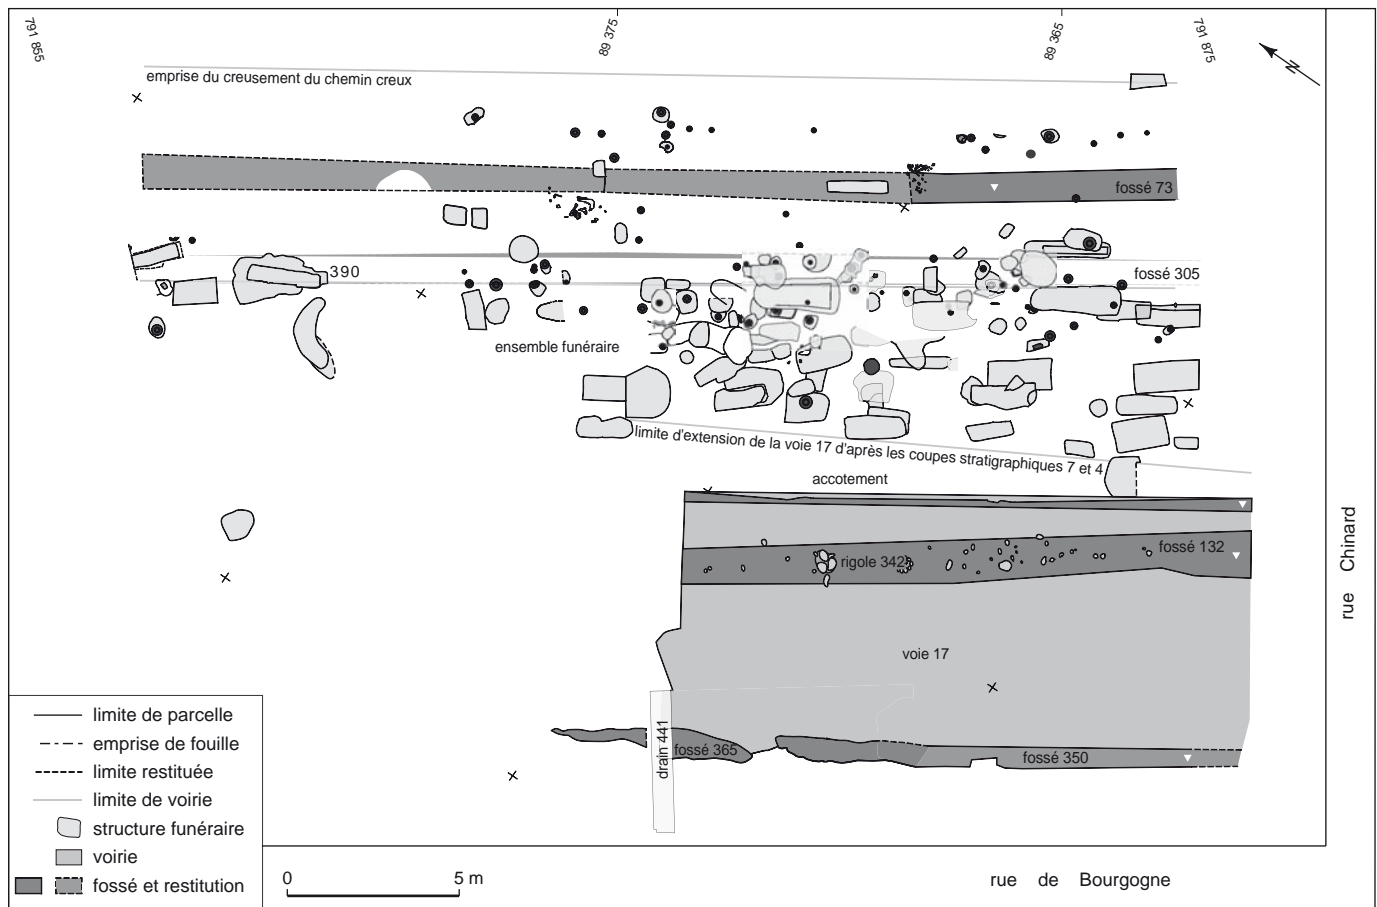 791 855
89 375
89 365
791 875
N
emprise du creusement du chemin creux
fossé 73
390
fossé 305
ensemble funéraire
limite d'extension de la voie 17 d'après les coupes stratigraphiques 7 et 4
accotement
fossé 132
rigole 342
voie 17
drain 441
fossé 365
fossé 350
rue Chinard
rue de Bourgogne
limite de parcelle
emprise de fouille
limite restituée
limite de voirie
structure funéraire
voirie
fossé et restitution
0 5 m